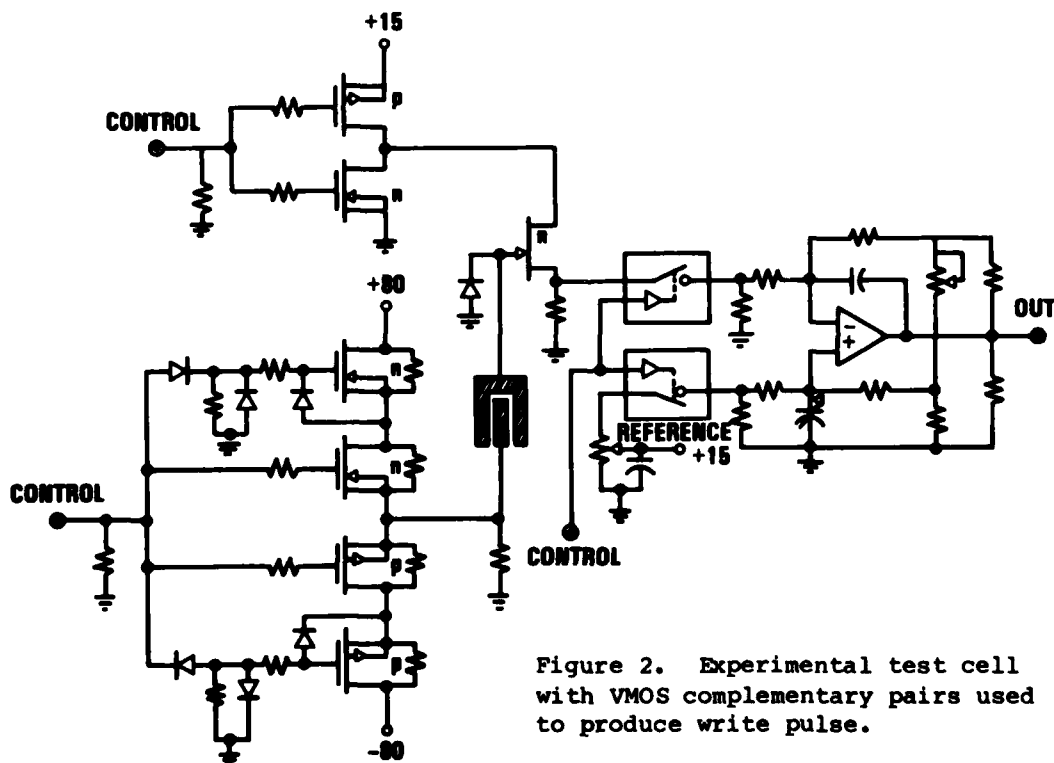 +15
p
CONTROL
n
n
+80
n
n
CONTROL
p
p
-80
REFERENCE
+15
CONTROL
-
+
OUT
Figure 2. Experimental test cell
with VMOS complementary pairs used
to produce write pulse.